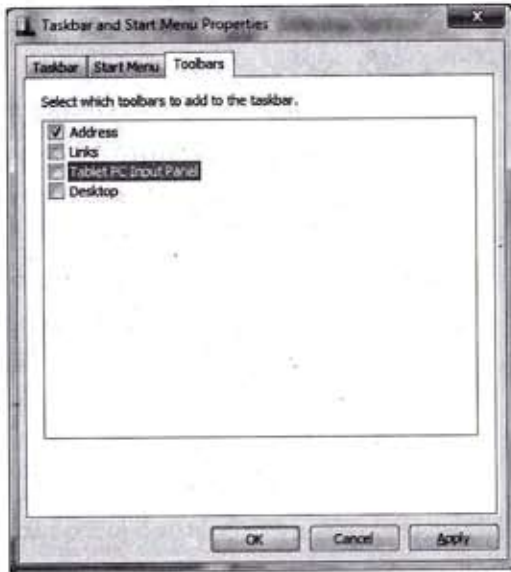 Taskbar and Start Menu Properties
Taskbar Start Menu Toolbars
Select which toolbars to add to the taskbar.
Address
Links
Tablet PC Input Panel
Desktop
OK Cancel Apply